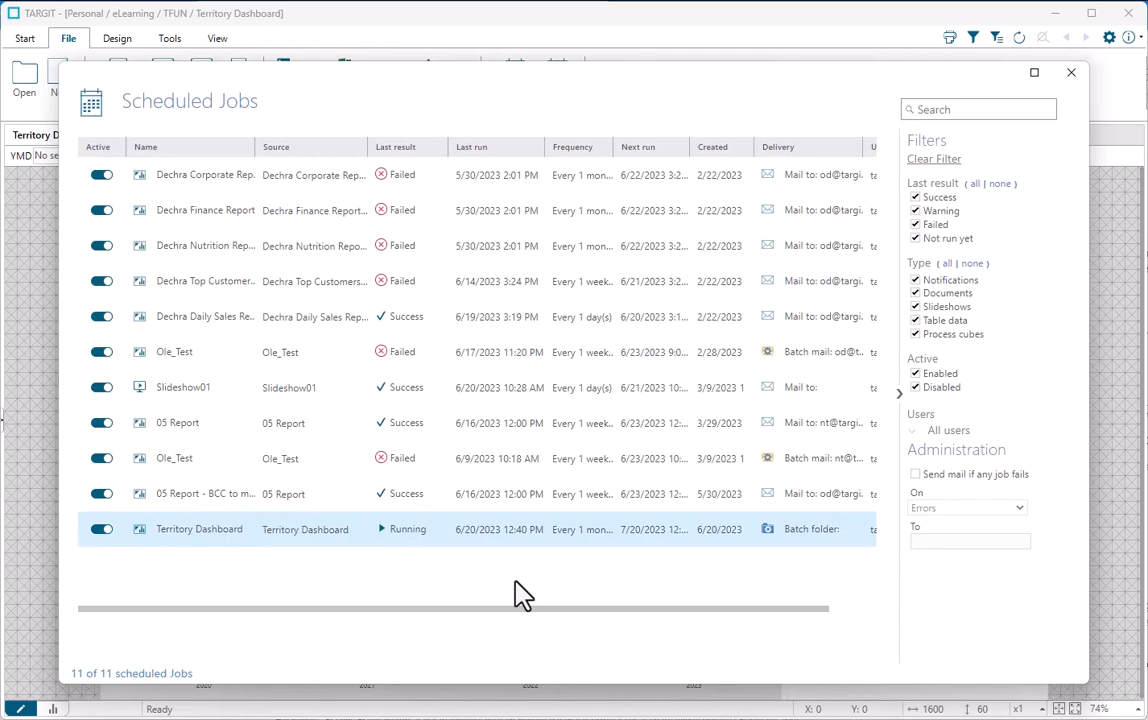 TARGIT - [Personal / eLearning / TFUN / Territory Dashboard]
Start File Design Tools View
Open
Territory D
YMD No se
Scheduled Jobs
Search
Active Name Source Last result Last run Frequency Next run Created Delivery U
Dechra Corporate Rep. Dechra Corporate Rep... Failed 5/30/2023 2:01 PM Every 1 mon... 6/22/2023 3:2... 2/22/2023 Mail to: od@targi. ta
Dechra Finance Report Dechra Finance Report... Failed 5/30/2023 2:01 PM Every 1 mon... 6/22/2023 3:2... 2/22/2023 Mail to: od@targi. ta
Dechra Nutrition Rep... Dechra Nutrition Repo... Failed 5/30/2023 2:01 PM Every 1 mon... 6/22/2023 3:2... 2/22/2023 Mail to: od@targi. ta
Dechra Top Customer... Dechra Top Customers... Failed 6/14/2023 3:24 PM Every 1 week.. 6/21/2023 3:2... 2/22/2023 Mail to: od@targi. ta
Dechra Daily Sales Re... Dechra Daily Sales Rep... Success 6/19/2023 3:19 PM Every 1 day(s) 6/20/2023 3:1... 2/22/2023 Mail to: od@targi. ta
Ole_Test Ole_Test Failed 6/17/2023 11:20 PM Every 1 week.. 6/23/2023 9:0... 2/28/2023 Batch mail: od@t.. ta
Slideshow01 Slideshow01 Success 6/20/2023 10:28 AM Every 1 day(s) 6/21/2023 10:... 3/9/2023 1 Mail to: ta
05 Report 05 Report Success 6/16/2023 12:00 PM Every 1 week.. 6/23/2023 12:... 3/29/2023 Mail to: nt@targi... ta
Ole_Test Ole_Test Failed 6/9/2023 10:18 AM Every 1 week.. 6/23/2023 10:... 3/9/2023 1 Batch mail: nt@t... ta
05 Report - BCC to m... 05 Report Success 6/16/2023 12:00 PM Every 1 week.. 6/23/2023 12:... 5/30/2023 Mail to: od@targi. ta
Territory Dashboard Territory Dashboard Running 6/20/2023 12:40 PM Every 1 mon... 7/20/2023 12:... 6/20/2023 Batch folder: ta
11 of 11 scheduled Jobs
Filters
Clear Filter
Last result ( all | none )
Success
Warning
Failed
Not run yet
Type ( all | none )
Notifications
Documents
Slideshows
Table data
Process cubes
Active
Enabled
Disabled
Users
All users
Administration
Send mail if any job fails
On
Errors
To
2020 2021 2022 2023
Ready X: 0 Y: 0 1600 60 x1 74%